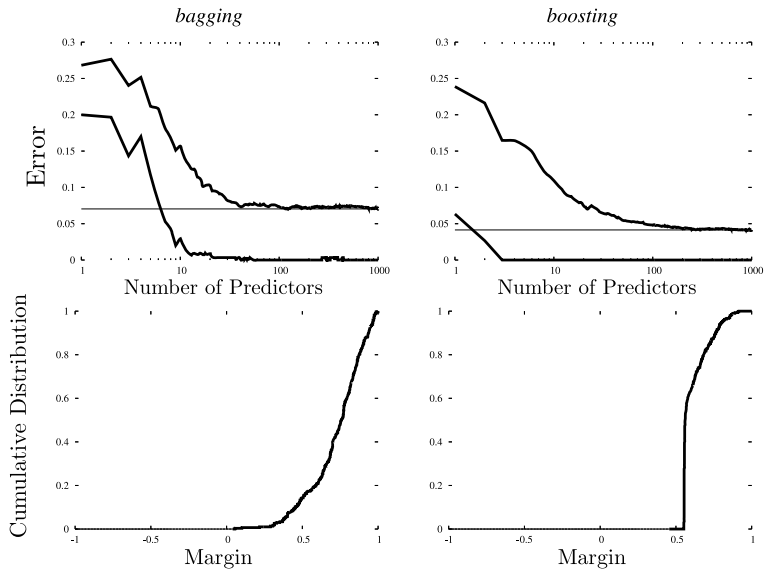 bagging boosting
0.3 0.3
0.25 0.25
0.2 0.2
0.15 0.15
0.1 0.1
0.05 0.05
0 0
Error
1 10 100 1000 1 10 100 1000
Number of Predictors Number of Predictors
1 1
0.8 0.8
0.6 0.6
0.4 0.4
0.2 0.2
0 0
Cumulative Distribution
-1 -0.5 0 0.5 1 -1 -0.5 0 0.5 1
Margin Margin